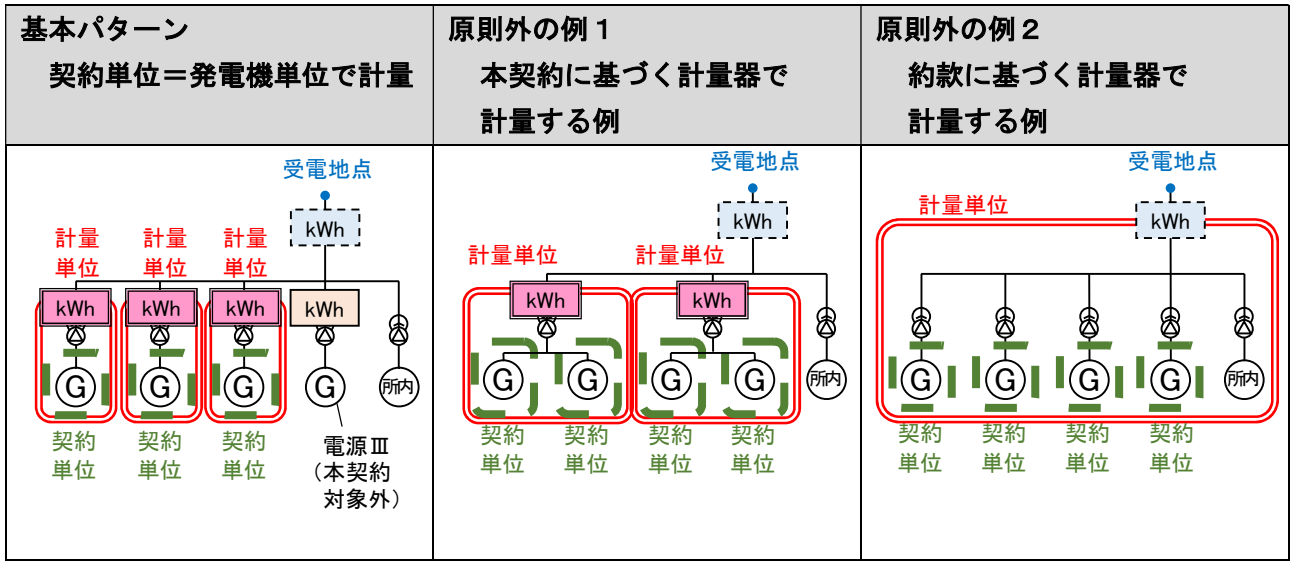 基本パターン
契約単位＝発電機単位で計量
原則外の例１
本契約に基づく計量器で
計量する例
原則外の例２
約款に基づく計量器で
計量する例
受電地点
kWh
計量
単位
計量
単位
計量
単位
kWh
kWh
kWh
kWh
G
G
G
G
所内
契約
単位
契約
単位
契約
単位
電源Ⅲ
（本契約
対象外）
受電地点
kWh
計量単位
計量単位
kWh
kWh
G
G
G
G
所内
契約
単位
契約
単位
契約
単位
契約
単位
受電地点
計量単位
kWh
G
G
G
G
所内
契約
単位
契約
単位
契約
単位
契約
単位